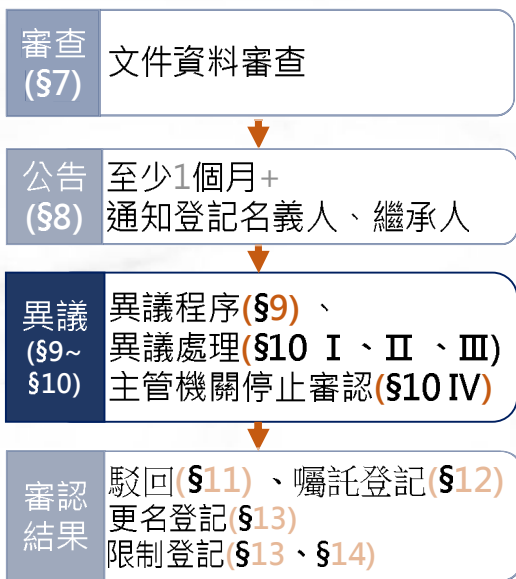 審查
(§7)
文件資料審查
公告
(§8)
至少1個月+
通知登記名義人、繼承人
異議
(§9~
§10)
異議程序(§9) 、
異議處理(§10 Ⅰ、Ⅱ 、Ⅲ)
主管機關停止審認(§10 IV)
審認
結果
駁回(§11) 、囑託登記(§12)
更名登記(§13)
限制登記(§13、§14)